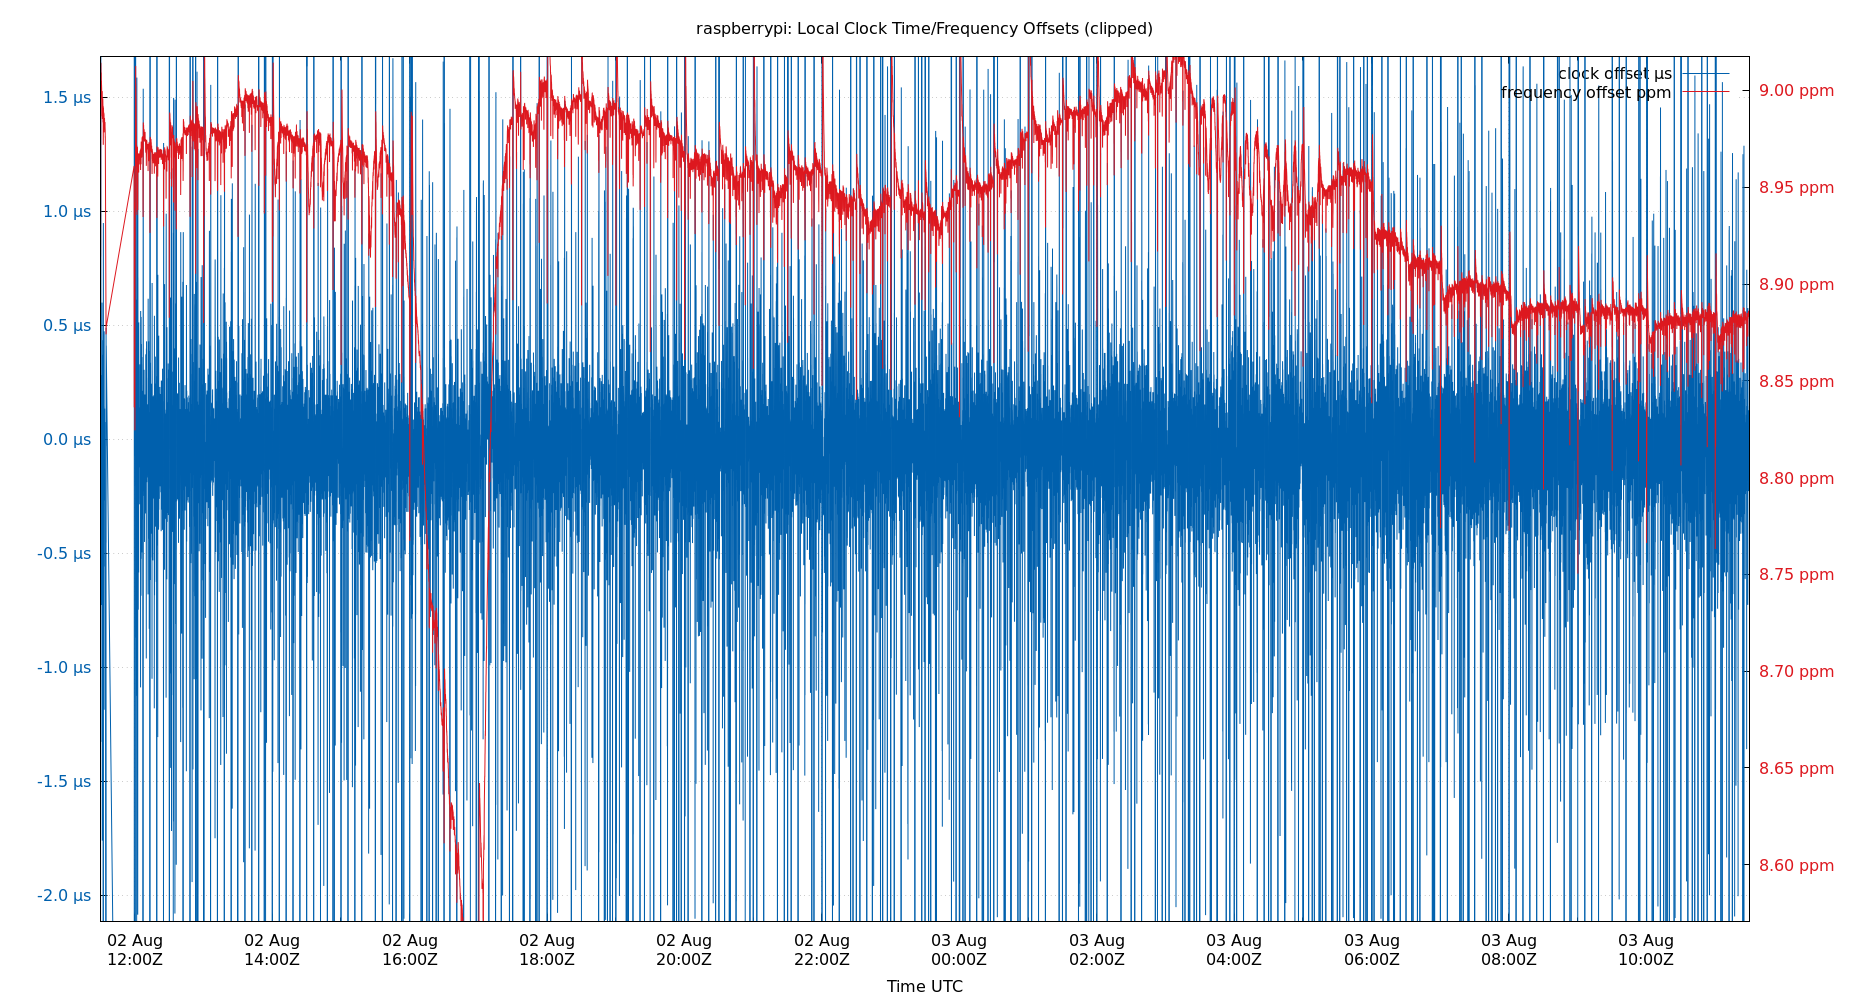 raspberrypi: Local Clock Time/Frequency Offsets (clipped)
clock offset µs
frequency offset ppm
1.5 µs
1.0 µs
0.5 µs
0.0 µs
-0.5 µs
-1.0 µs
-1.5 µs
-2.0 µs
9.00 ppm
8.95 ppm
8.90 ppm
8.85 ppm
8.80 ppm
8.75 ppm
8.70 ppm
8.65 ppm
8.60 ppm
02 Aug 02 Aug 02 Aug 02 Aug 02 Aug 02 Aug 03 Aug 03 Aug 03 Aug 03 Aug 03 Aug 03 Aug
12:00Z 14:00Z 16:00Z 18:00Z 20:00Z 22:00Z 00:00Z 02:00Z 04:00Z 06:00Z 08:00Z 10:00Z
Time UTC